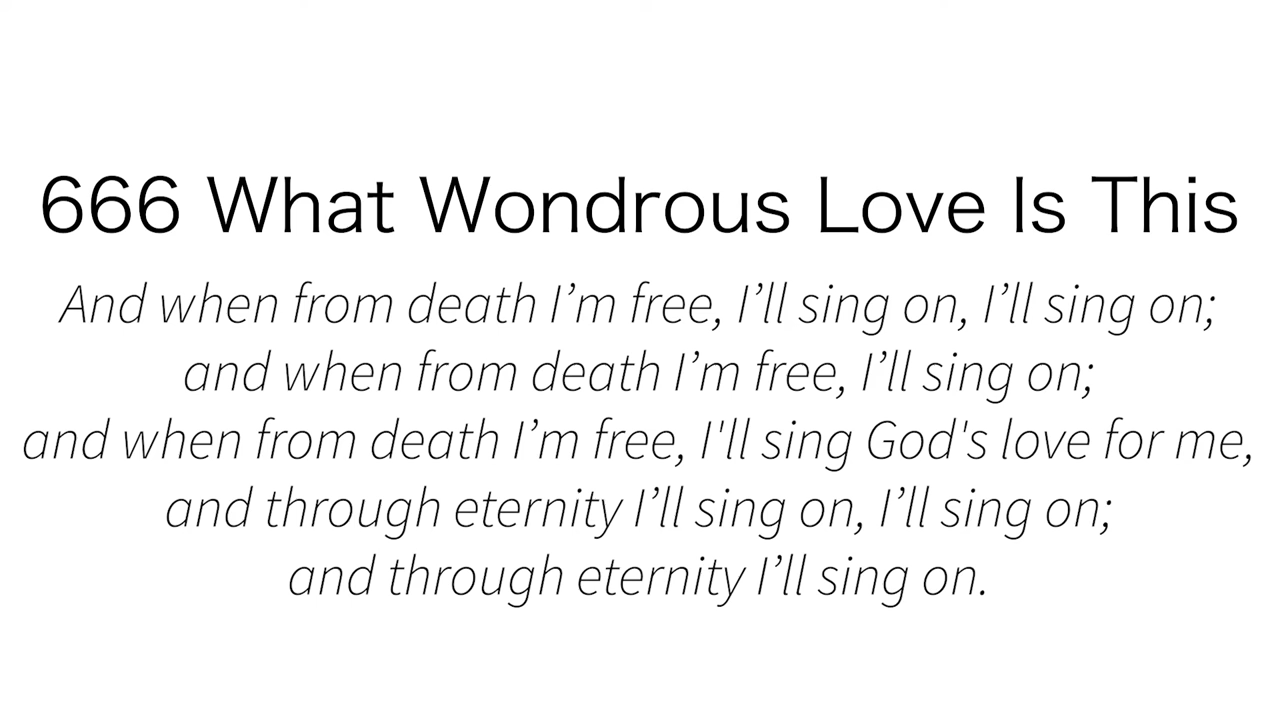 666 What Wondrous Love Is This
And when from death I’m free, I’ll sing on, I’ll sing on;
and when from death I’m free, I’ll sing on;
and when from death I’m free, I'll sing God's love for me,
and through eternity I’ll sing on, I’ll sing on;
and through eternity I’ll sing on.